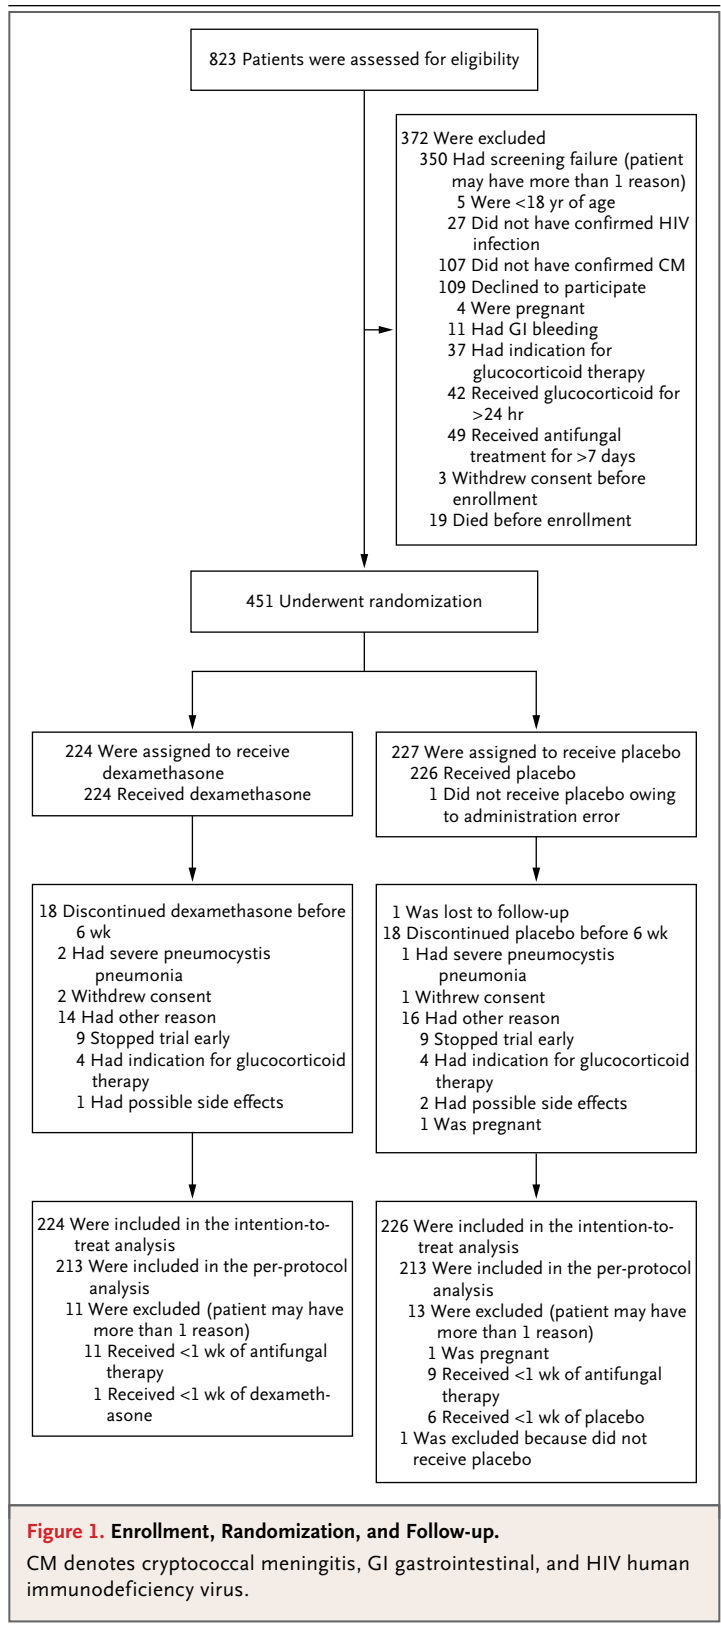 823 Patients were assessed for eligibility
372 Were excluded
350 Had screening failure (patient
may have more than 1 reason)
5 Were <18 yr of age
27 Did not have confirmed HIV
infection
107 Did not have confirmed CM
109 Declined to participate
4 Were pregnant
11 Had GI bleeding
37 Had indication for
glucocorticoid therapy
42 Received glucocorticoid for
>24 hr
49 Received antifungal
treatment for >7 days
3 Withdrew consent before
enrollment
19 Died before enrollment
451 Underwent randomization
224 Were assigned to receive
dexamethasone
224 Received dexamethasone
227 Were assigned to receive placebo
226 Received placebo
1 Did not receive placebo owing
to administration error
18 Discontinued dexamethasone before
6 wk
2 Had severe pneumocystis
pneumonia
2 Withdrew consent
14 Had other reason
9 Stopped trial early
4 Had indication for glucocorticoid
therapy
1 Had possible side effects
1 Was lost to follow-up
18 Discontinued placebo before 6 wk
1 Had severe pneumocystis
pneumonia
1 Withrew consent
16 Had other reason
9 Stopped trial early
4 Had indication for glucocorticoid
therapy
2 Had possible side effects
1 Was pregnant
224 Were included in the intention-to-
treat analysis
213 Were included in the per-protocol
analysis
11 Were excluded (patient may have
more than 1 reason)
11 Received <1 wk of antifungal
therapy
1 Received <1 wk of dexameth-
asone
226 Were included in the intention-to-
treat analysis
213 Were included in the per-protocol
analysis
13 Were excluded (patient may have
more than 1 reason)
1 Was pregnant
9 Received <1 wk of antifungal
therapy
6 Received <1 wk of placebo
1 Was excluded because did not
receive placebo
Figure 1. Enrollment, Randomization, and Follow-up.
CM denotes cryptococcal meningitis, GI gastrointestinal, and HIV human
immunodeficiency virus.